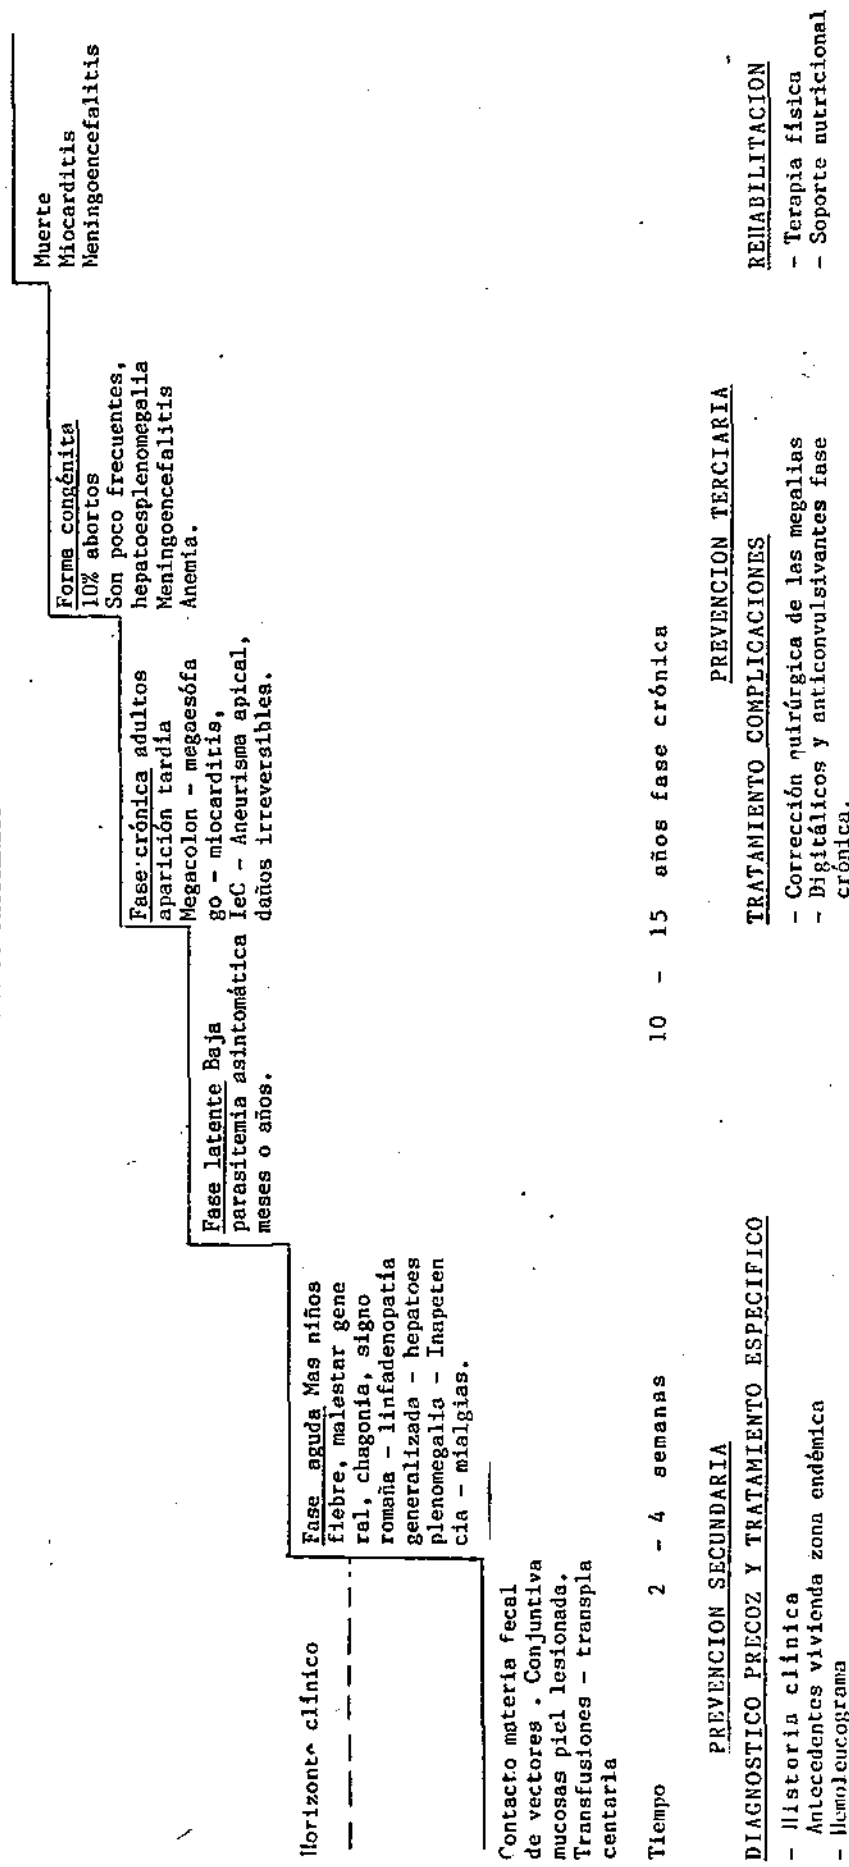 Horizonte clínico
Contacto materia fecal
de vectores . Conjuntiva
mucosas piel lesionada.
Transfusiones - transpla
centaria
Fase aguda Mas niños
fiebre, malestar gene
ral, chagonia, signo
romaña - linfadenopatía
generalizada - hepatoes
plenomegalia - Inapeten
cia - mialgias.
Fase latente Baja
parasitemia asintomática
meses o años.
Fase crónica adultos
aparición tardía
Megacolon - megaesófa
go - miocarditis,
IeC - Aneurisma apical,
daños irreversibles.
Forma congénita
10% abortos
Son poco frecuentes,
hepatoesplenomegalia
Meningoencefalitis
Anemia.
Muerte
Miocarditis
Meningoencefalitis
Tiempo 2 - 4 semanas 10 - 15 años fase crónica
PREVENCION SECUNDARIA
DIAGNOSTICO PRECOZ Y TRATAMIENTO ESPECIFICO
- Historia clínica
Antecedentes vivienda zona endémica
- Hemoleucograma
PREVENCION TERCIARIA
TRATAMIENTO COMPLICACIONES
- Corrección quirúrgica de las megalias
- Digitálicos y anticonvulsivantes fase
crónica.
REHABILITACION
- Terapia física
- Soporte nutricional